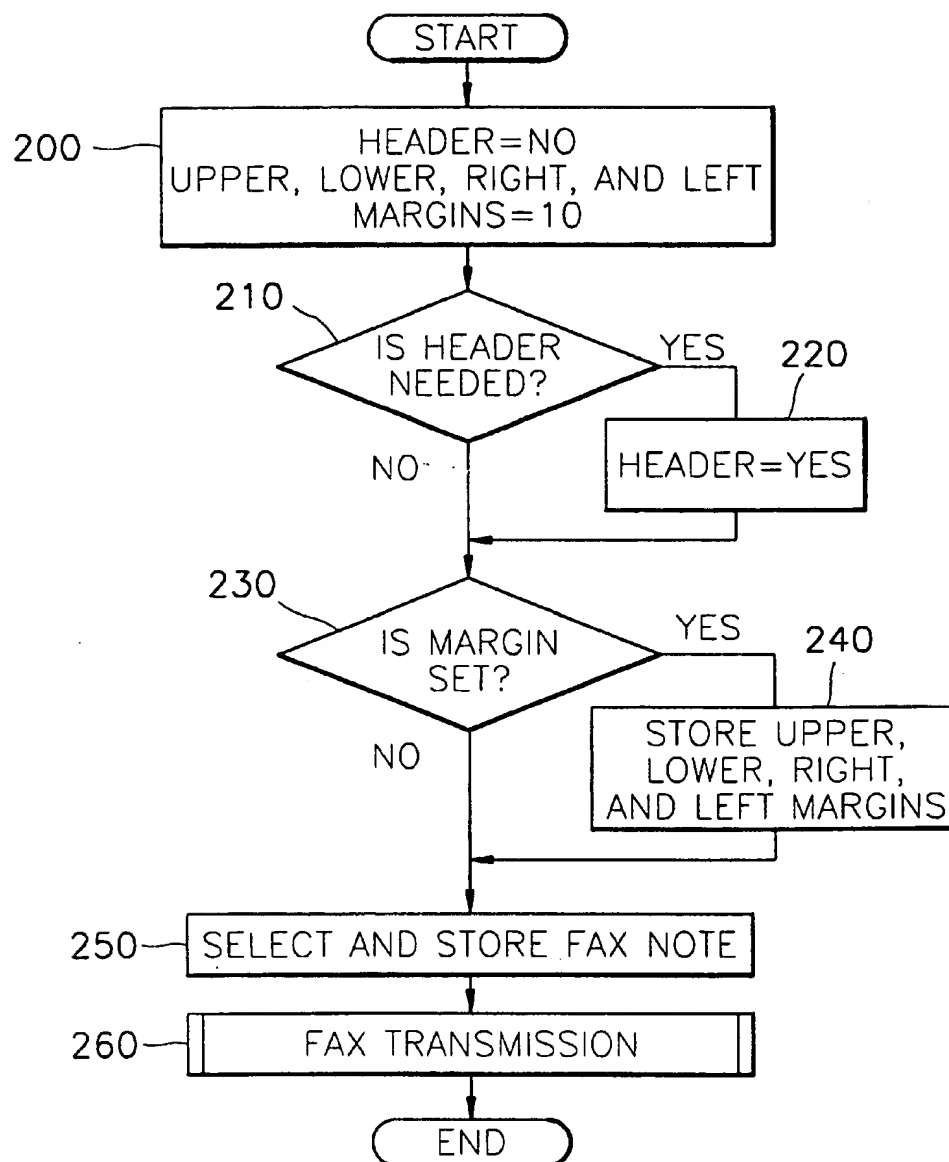 START
200
HEADER=NO
UPPER, LOWER, RIGHT, AND LEFT
MARGINS=10
210
IS HEADER
NEEDED?
YES
220
HEADER=YES
NO
230
IS MARGIN
SET?
YES
240
STORE UPPER,
LOWER, RIGHT,
AND LEFT MARGINS
NO
250
SELECT AND STORE FAX NOTE
260
FAX TRANSMISSION
END